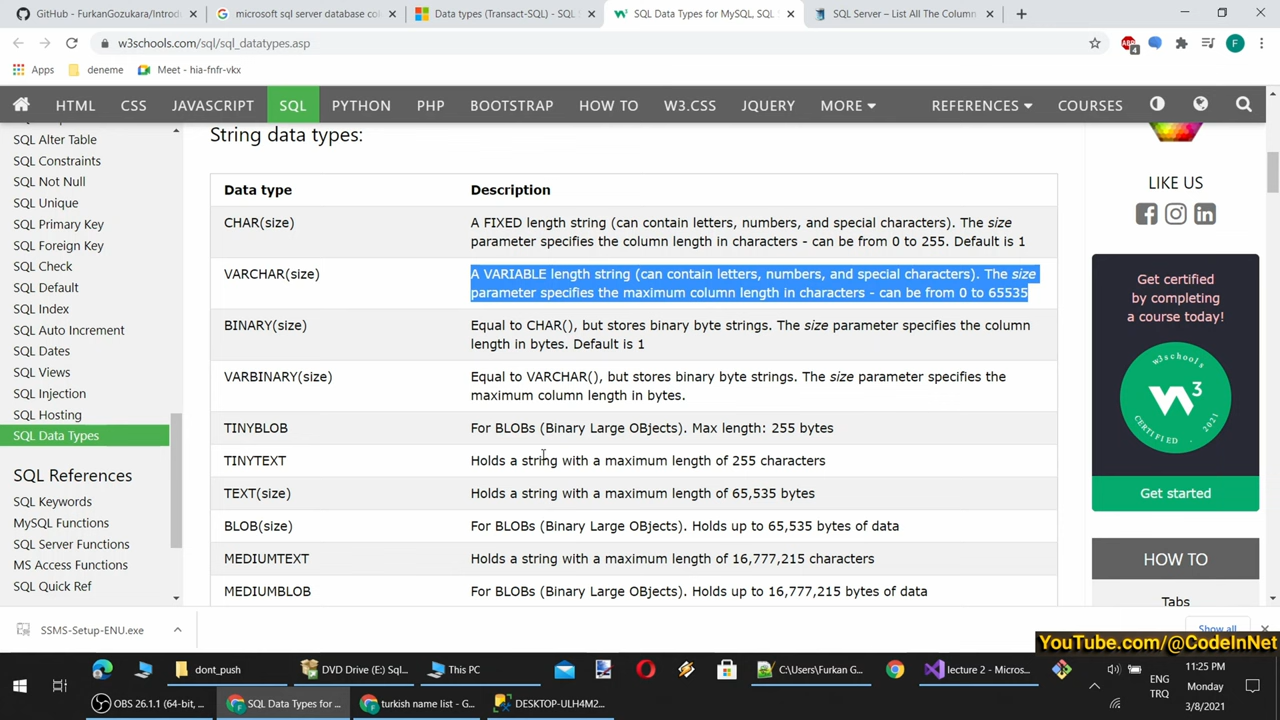 GitHub - FurkanGozukara/Introdu
microsoft sql server database col
Data types (Transact-SQL) - SQL S
SQL Data Types for MySQL, SQL S
SQL Server – List All The Column
w3schools.com/sql/sql_datatypes.asp
4
F
Apps
deneme
Meet - hia-fnfr-vkx
HTML
CSS
JAVASCRIPT
SQL
PYTHON
PHP
BOOTSTRAP
HOW TO
W3.CSS
JQUERY
MORE
REFERENCES
COURSES
SQL Alter Table
SQL Constraints
SQL Not Null
SQL Unique
SQL Primary Key
SQL Foreign Key
SQL Check
SQL Default
SQL Index
SQL Auto Increment
SQL Dates
SQL Views
SQL Injection
SQL Hosting
SQL Data Types
SQL References
SQL Keywords
MySQL Functions
SQL Server Functions
MS Access Functions
SQL Quick Ref
String data types:
Data type
Description
CHAR(size)
A FIXED length string (can contain letters, numbers, and special characters). The size
parameter specifies the column length in characters - can be from 0 to 255. Default is 1
VARCHAR(size)
A VARIABLE length string (can contain letters, numbers, and special characters). The size
parameter specifies the maximum column length in characters - can be from 0 to 65535
BINARY(size)
Equal to CHAR(), but stores binary byte strings. The size parameter specifies the column
length in bytes. Default is 1
VARBINARY(size)
Equal to VARCHAR(), but stores binary byte strings. The size parameter specifies the
maximum column length in bytes.
TINYBLOB
For BLOBs (Binary Large OBjects). Max length: 255 bytes
TINYTEXT
Holds a string with a maximum length of 255 characters
TEXT(size)
Holds a string with a maximum length of 65,535 bytes
BLOB(size)
For BLOBs (Binary Large OBjects). Holds up to 65,535 bytes of data
MEDIUMTEXT
Holds a string with a maximum length of 16,777,215 characters
MEDIUMBLOB
For BLOBs (Binary Large OBjects). Holds up to 16,777,215 bytes of data
LIKE US
Get certified
by completing
a course today!
w3schools
W3
CERTIFIED . 2021
Get started
HOW TO
Tabs
SSMS-Setup-ENU.exe
Show all
YouTube.com/@CodeInNet
dont_push
DVD Drive (E:) Sql...
This PC
C:\Users\Furkan G...
lecture 2 - Micros...
OBS 26.1.1 (64-bit, ...
SQL Data Types for ...
turkish name list - G...
DESKTOP-ULH4M2...
ENG
TRQ
11:25 PM
Monday
3/8/2021